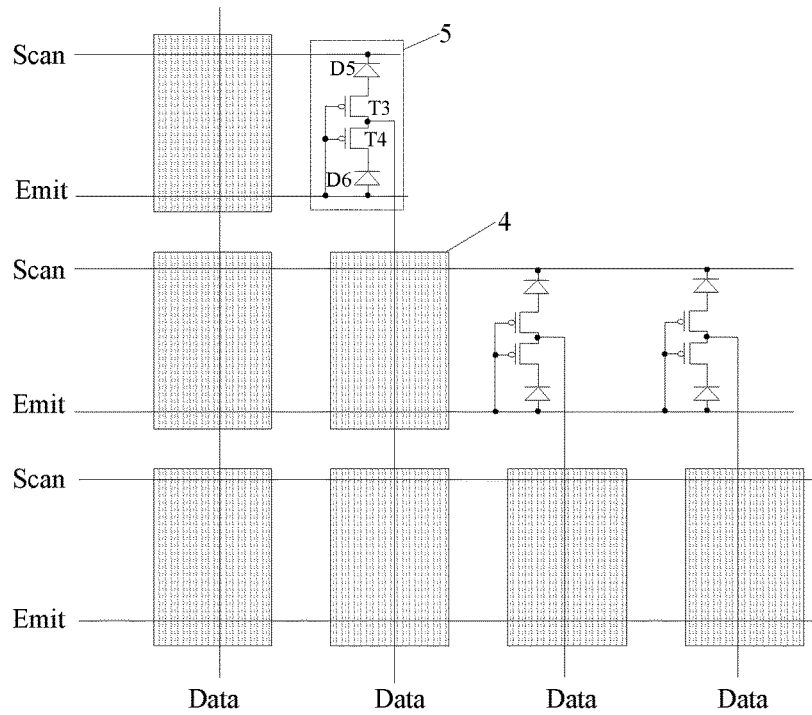 5
Scan
D5
T3
T4
D6
Emit
4
Scan
Emit
Scan
Emit
Data Data Data Data